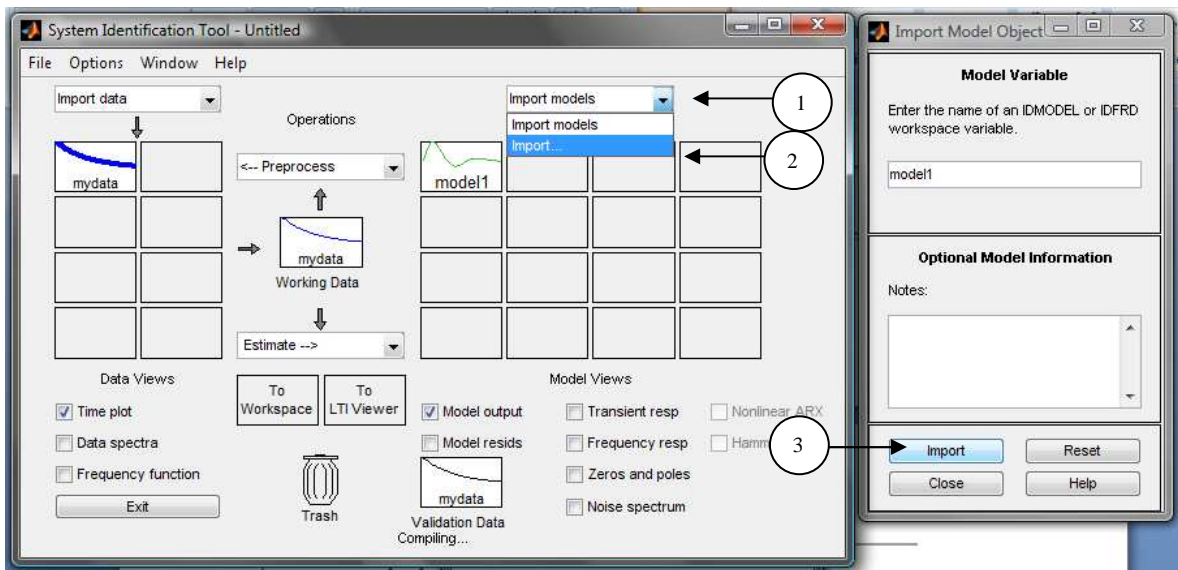 System Identification Tool - Untitled
File Options Window Help
Import data
Operations
Import models
Import models
Import...
1
2
mydata
<-- Preprocess
model1
mydata
Working Data
Estimate -->
Data Views
To
Workspace
To
LTI Viewer
Model Views
Time plot
Data spectra
Frequency function
Exit
Trash
Model output
Model resids
mydata
Validation Data
Compiling...
Transient resp
Frequency resp
Zeros and poles
Noise spectrum
Nonlinear ARX
Hamm
3
Import Model Object
Model Variable
Enter the name of an IDMODEL or IDFRD
workspace variable.
model1
Optional Model Information
Notes:
Import
Reset
Close
Help